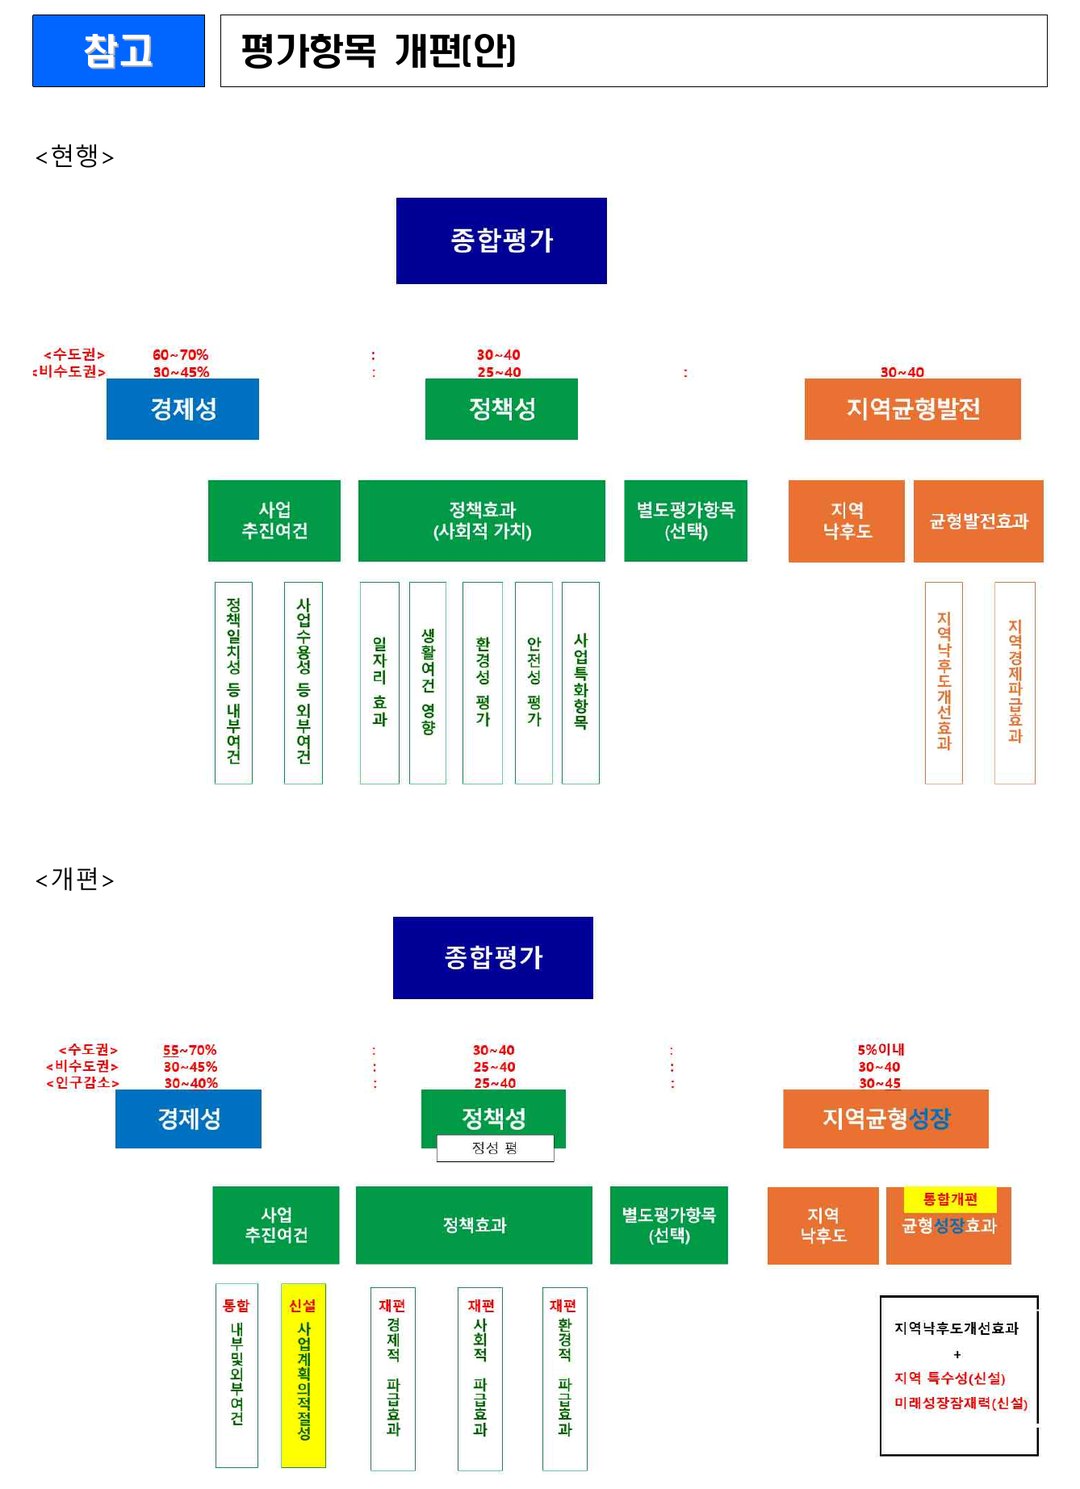 참고
평가항목 개편(안)
<현행>
종합평가
<수도권> 60~70% : 30~40
<비수도권> 30~45% : 25~40 : 30~40
경제성 정책성 지역균형발전
사업
추진여건
정책효과
(사회적 가치)
별도평가항목
(선택)
지역
낙후도
균형발전효과
정책일치성 등 내부여건
사업수용성 등 외부여건
일자리 효과
생활여건 영향
환경성 평가
안전성 평가
사업특화항목
지역낙후도개선효과
지역경제파급효과
<개편>
종합평가
<수도권> 55~70% : 30~40 : 5%이내
<비수도권> 30~45% : 25~40 : 30~40
<인구감소> 30~40% : 25~40 : 30~45
경제성 정책성 지역균형성장
정성 평
사업
추진여건
정책효과
별도평가항목
(선택)
지역
낙후도
통합개편
균형성장효과
통합
내부및외부여건
신설
사업계획의적절성
재편
경제적 파급효과
재편
사회적 파급효과
재편
환경적 파급효과
지역낙후도개선효과
+
지역 특수성(신설)
미래성장잠재력(신설)